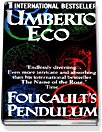 #1 INTERNATIONAL BESTSELLER
UMBERTO
ECO
"Endlessly diverting...
Even more intricate and absorbing
than his international bestseller
The Name of the Rose."
Time
FOUCAULT'S
PENDULUM